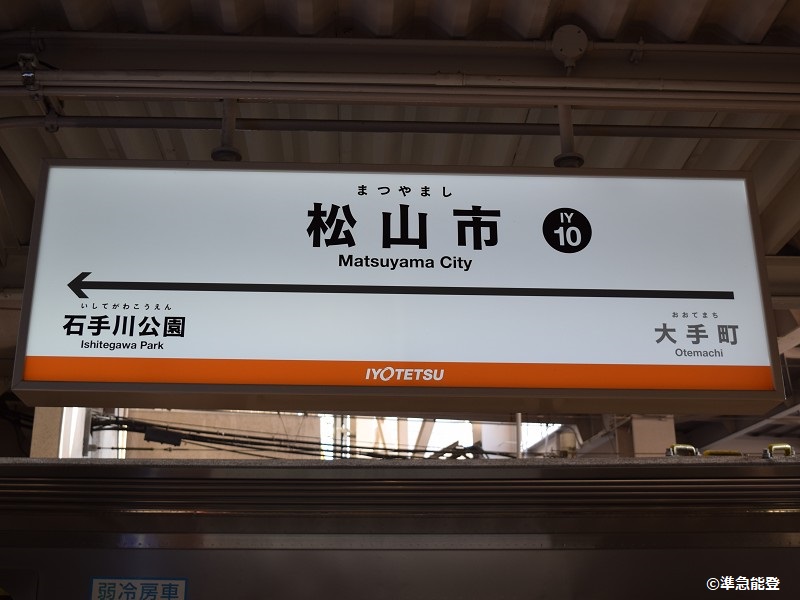 まつやまし
松山市
IY
10
Matsuyama City
いしてがわこうえん
石手川公園
Ishitegawa Park
おおてまち
大手町
Otemachi
IYOTETSU
弱冷房車
©準急能登